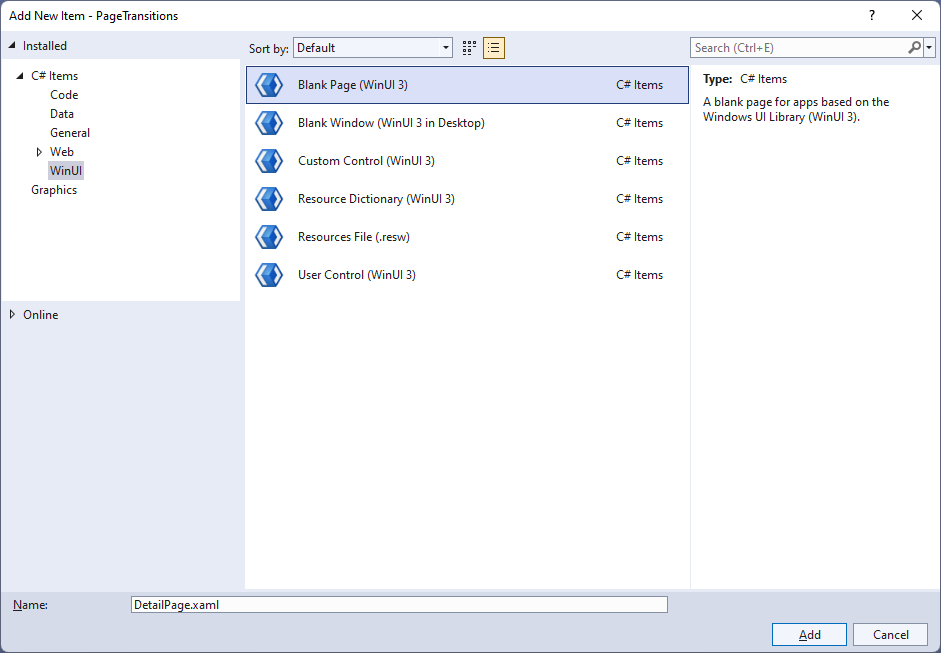 Add New Item - PageTransitions
?
Installed
C# Items
Code
Data
General
Web
WinUI
Graphics
Online
Sort by: Default
Blank Page (WinUI 3) C# Items
Blank Window (WinUI 3 in Desktop) C# Items
Custom Control (WinUI 3) C# Items
Resource Dictionary (WinUI 3) C# Items
Resources File (.resw) C# Items
User Control (WinUI 3) C# Items
Search (Ctrl+E)
Type: C# Items
A blank page for apps based on the
Windows UI Library (WinUI 3).
Name: DetailPage.xaml
Add Cancel